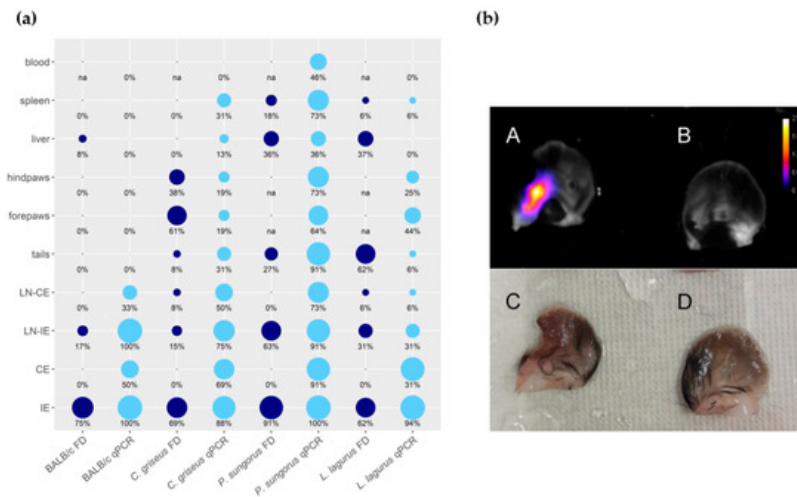 (a)
blood
na 0% na 0% na 46% na 0%
spleen
0% 0% 0% 31% 18% 73% 6% 6%
liver
8% 0% 0% 13% 36% 36% 37% 0%
hindpaws
0% 0% 38% 19% na 73% na 25%
forepaws
0% 0% 61% 19% na 64% na 44%
tails
0% 0% 8% 31% 27% 91% 62% 6%
LN-CE
0% 33% 8% 50% 0% 73% 6% 6%
LN-IE
17% 100% 15% 75% 63% 91% 31% 31%
CE
0% 50% 0% 69% 0% 91% 0% 31%
IE
75% 100% 69% 88% 91% 100% 62% 94%
BALB/c FD
BALB/c qPCR
C. griseus FD
C. griseus qPCR
P. sungorus FD
P. sungorus qPCR
L. lagurus FD
L. lagurus qPCR
(b)
A B
C D